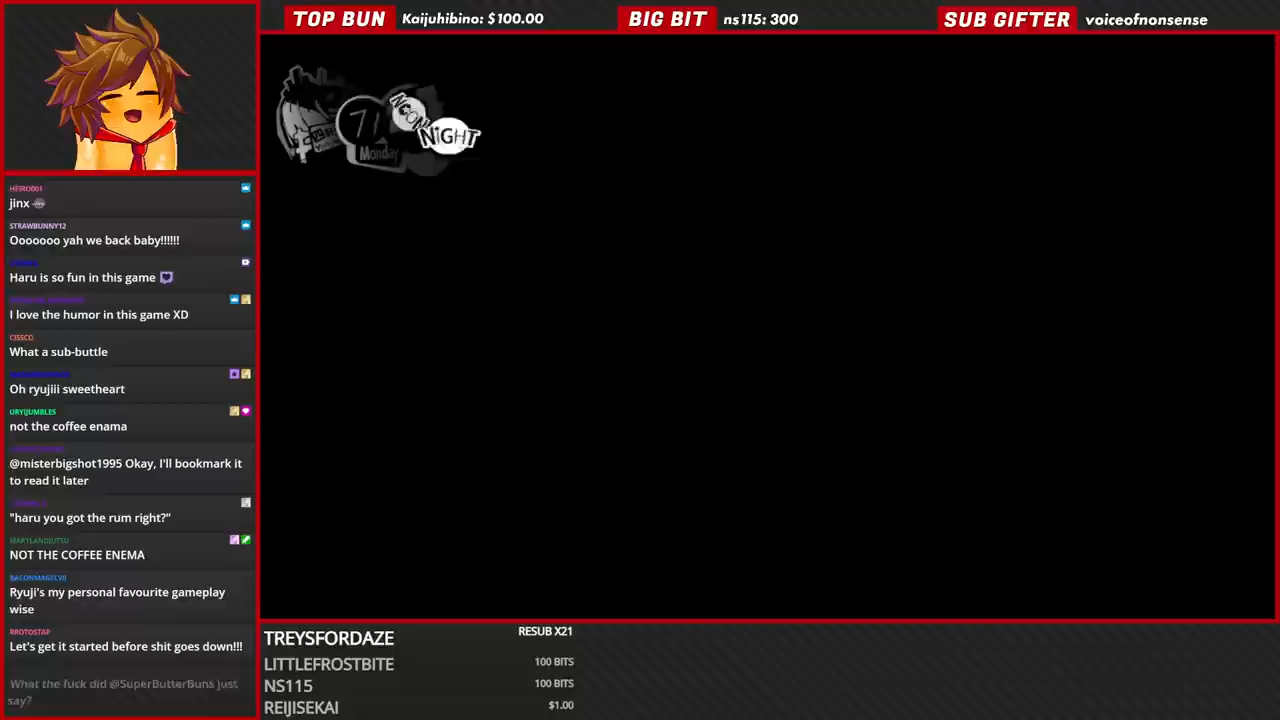 TOP BUN Kaijuhibino: $100.00 BIG BIT ns115: 300 SUB GIFTER voiceofnonsense
7
Monday
NOON
NiGHT
jinx
STRAWBUNNY12
Ooooooo yah we back baby!!!!!!
Haru is so fun in this game
I love the humor in this game XD
CISSCO
What a sub-buttle
Oh ryujiii sweetheart
URYIJUMBLES
not the coffee enama
@misterbigshot1995 Okay, I'll bookmark it
to read it later
"haru you got the rum right?"
MARYLANDJUTSU
NOT THE COFFEE ENEMA
Ryuji's my personal favourite gameplay
wise
RROTOSTAP
Let's get it started before shit goes down!!!
What the fuck did @SuperButterBuns just
say?
TREYSFORDAZE RESUB X21
LITTLEFROSTBITE 100 BITS
NS115 100 BITS
REIJISEKAI $1.00